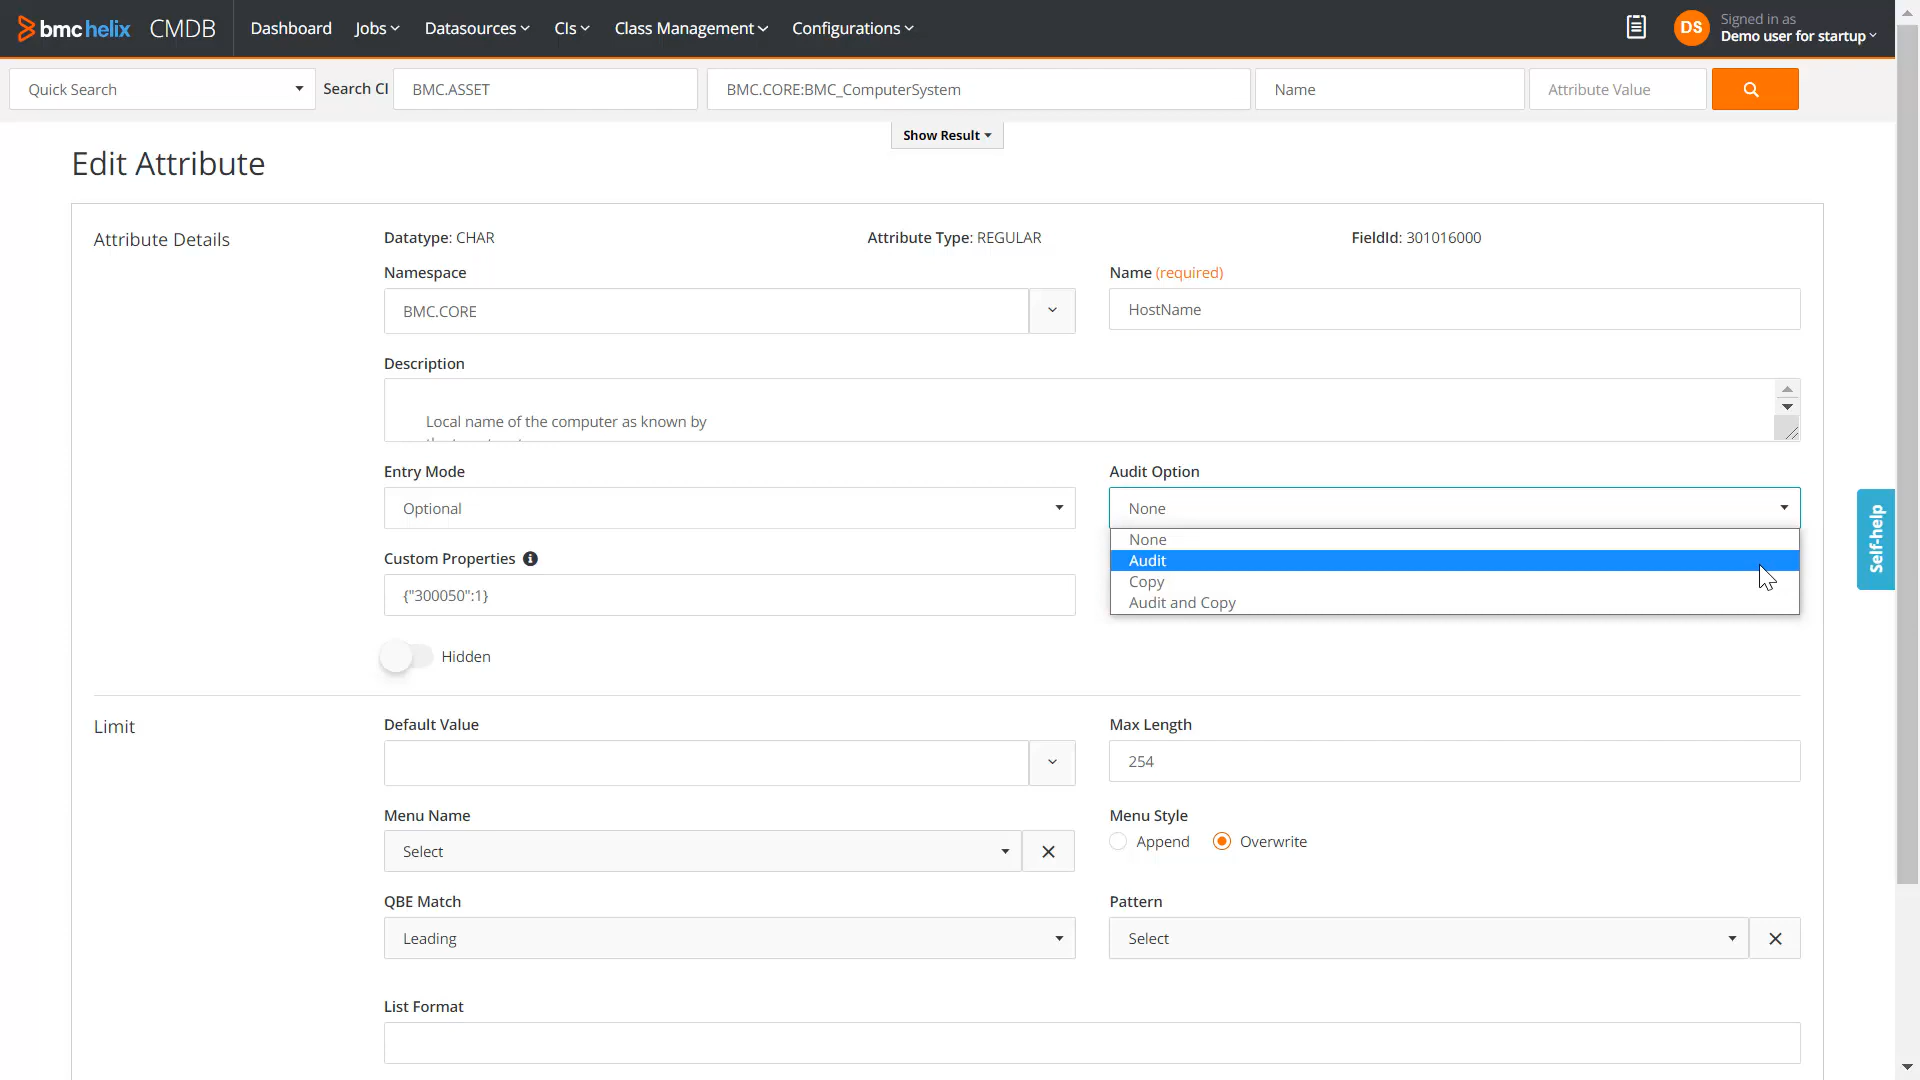 bmc helix CMDB Dashboard Jobs Datasources CIs Class Management Configurations DS Signed in as
Demo user for startup
Quick Search Search CI BMC.ASSET BMC.CORE:BMC_ComputerSystem Name Attribute Value
Show Result
Edit Attribute
Attribute Details Datatype: CHAR Attribute Type: REGULAR FieldId: 301016000
Namespace Name (required)
BMC.CORE HostName
Description
Local name of the computer as known by
Entry Mode Audit Option
Optional None
None
Custom Properties Audit
Copy
{"300050":1} Audit and Copy
Self-help
Hidden
Limit Default Value Max Length
254
Menu Name Menu Style
Select Append Overwrite
QBE Match Pattern
Leading Select
List Format